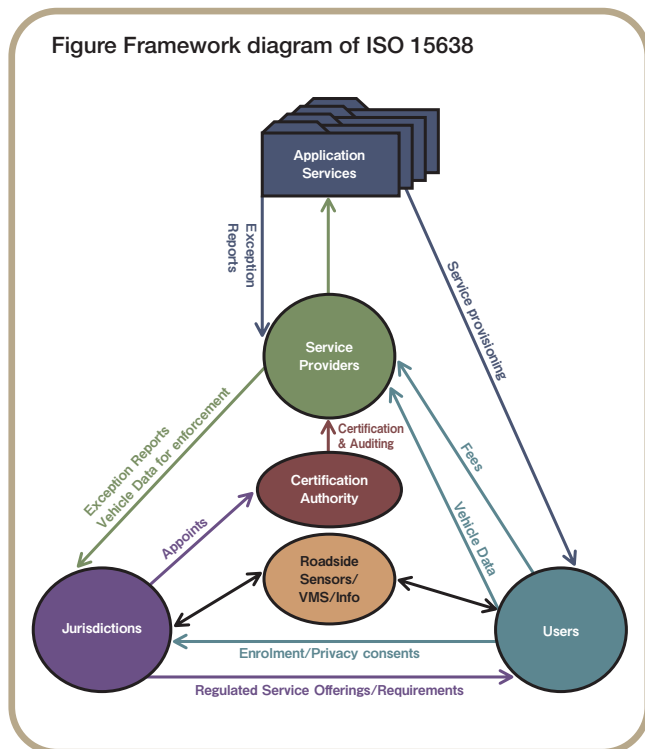 Figure Framework diagram of ISO 15638
Application
Services
Exception
Reports
Service provisioning
Service
Providers
Exception Reports
Vehicle Data for enforcement
Certification
& Auditing
Fees
Certification
Authority
Vehicle Data
Appoints
Roadside
Sensors/
VMS/Info
Jurisdictions
Users
Enrolment/Privacy consents
Regulated Service Offerings/Requirements